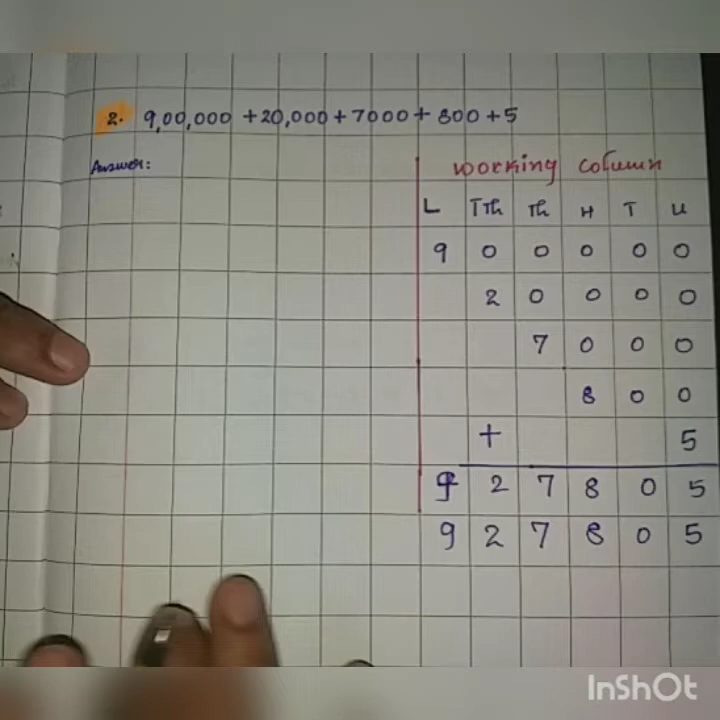 2. 9,00,000 + 20,000 + 7000 + 800 + 5
Answer: working column
L TTh Th H T U
9 0 0 0 0 0
2 0 0 0 0
7 0 0 0
8 0 0
+ 5
9 2 7 8 0 5
9 2 7 8 0 5
InShOt